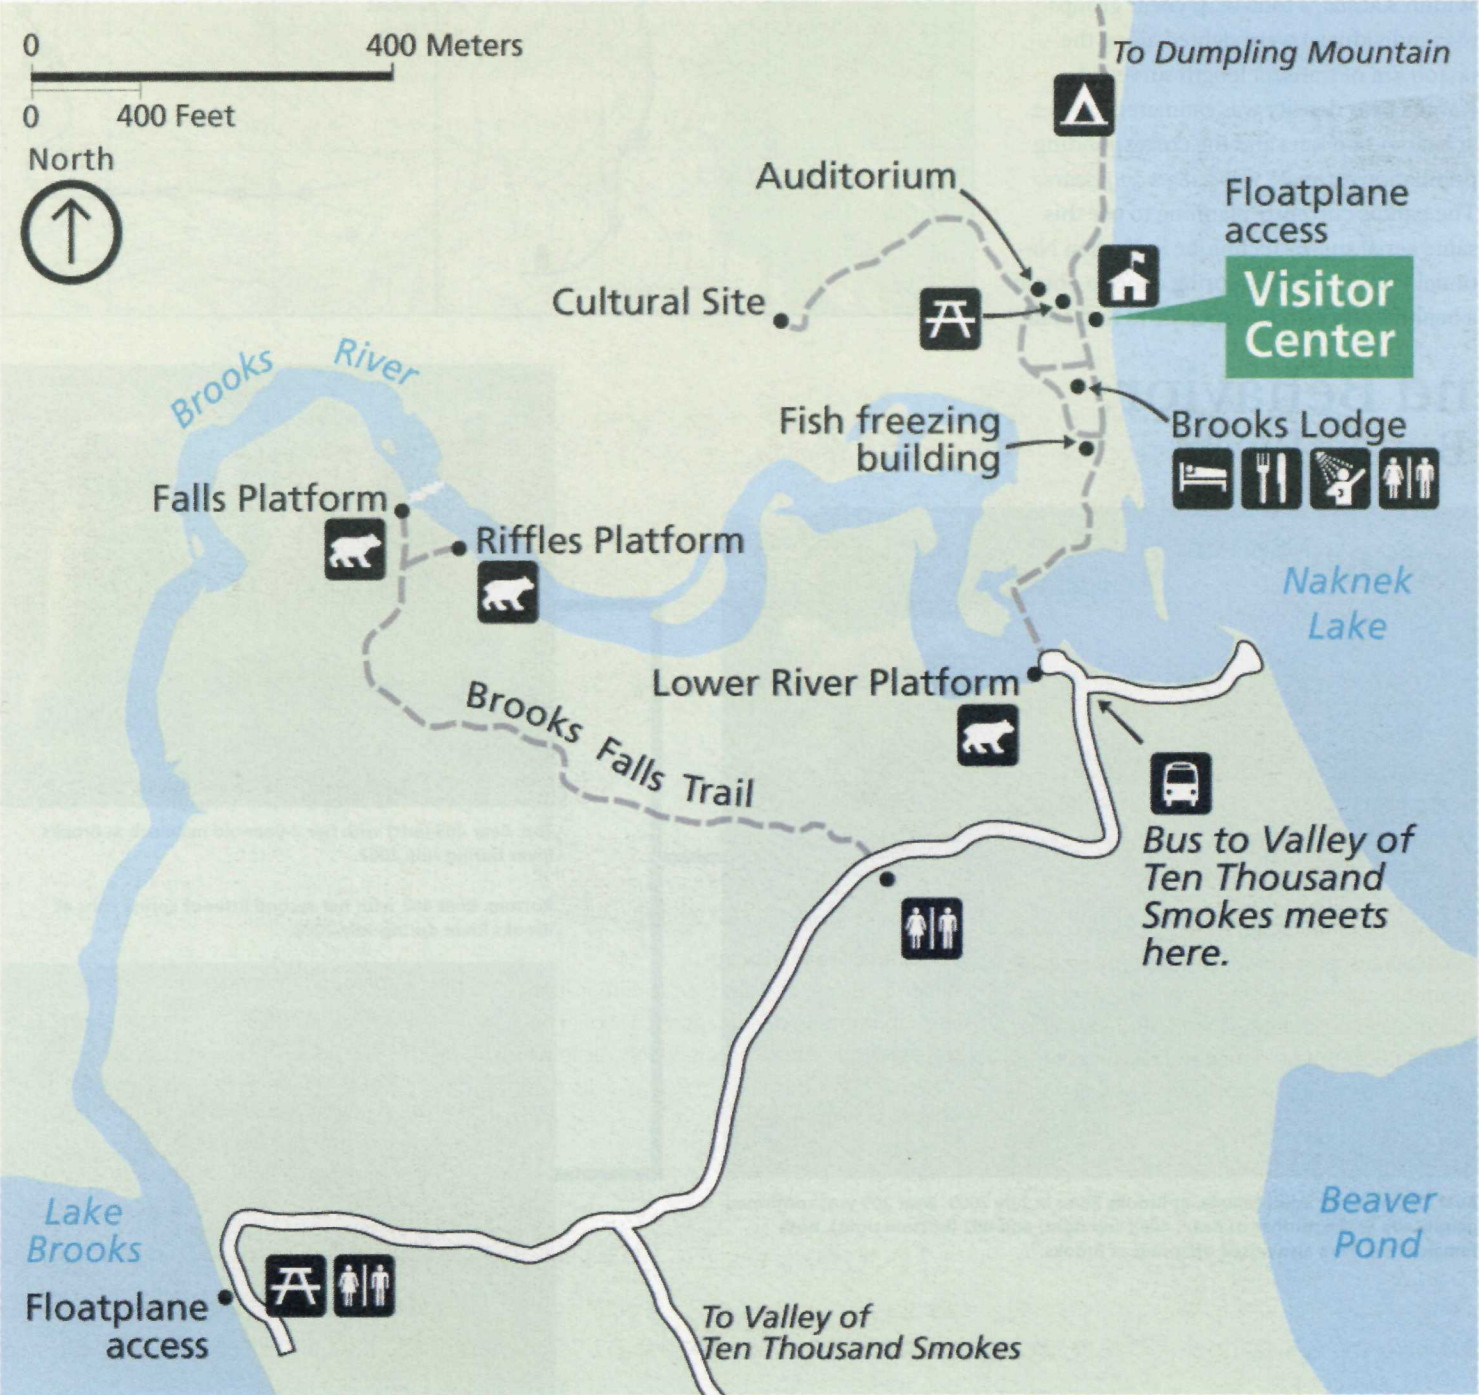 0 400 Meters
0 400 Feet
North
To Dumpling Mountain
Auditorium
Floatplane
access
Visitor
Center
Cultural Site
Brooks River
Fish freezing
building
Brooks Lodge
Falls Platform
Riffles Platform
Naknek
Lake
Lower River Platform
Brooks Falls Trail
Bus to Valley of
Ten Thousand
Smokes meets
here.
Lake
Brooks
Beaver
Pond
Floatplane
access
To Valley of
Ten Thousand Smokes